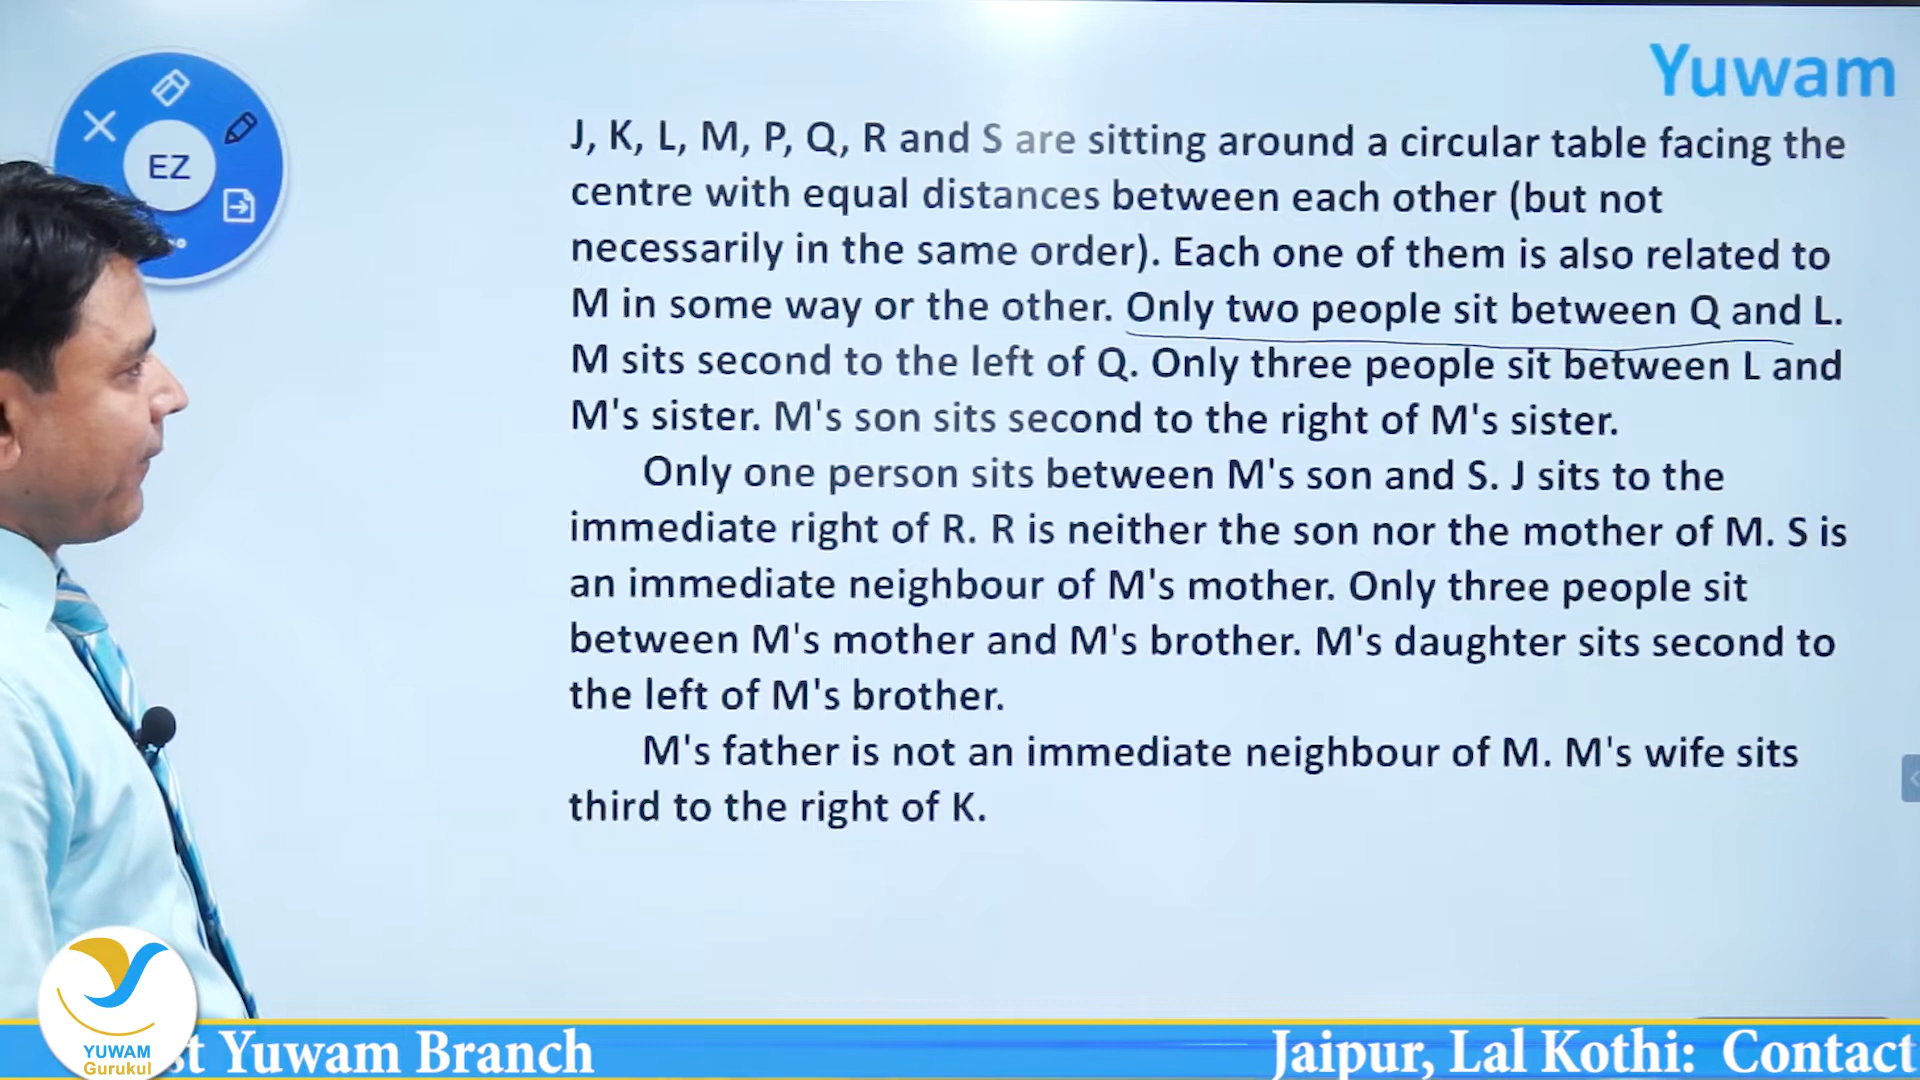 Yuwam
EZ
J, K, L, M, P, Q, R and S are sitting around a circular table facing the
centre with equal distances between each other (but not
necessarily in the same order). Each one of them is also related to
M in some way or the other. Only two people sit between Q and L.
M sits second to the left of Q. Only three people sit between L and
M's sister. M's son sits second to the right of M's sister.
Only one person sits between M's son and S. J sits to the
immediate right of R. R is neither the son nor the mother of M. S is
an immediate neighbour of M's mother. Only three people sit
between M's mother and M's brother. M's daughter sits second to
the left of M's brother.
M's father is not an immediate neighbour of M. M's wife sits
third to the right of K.
YUWAM
Gurukul
st Yuwam Branch
Jaipur, Lal Kothi: Contact